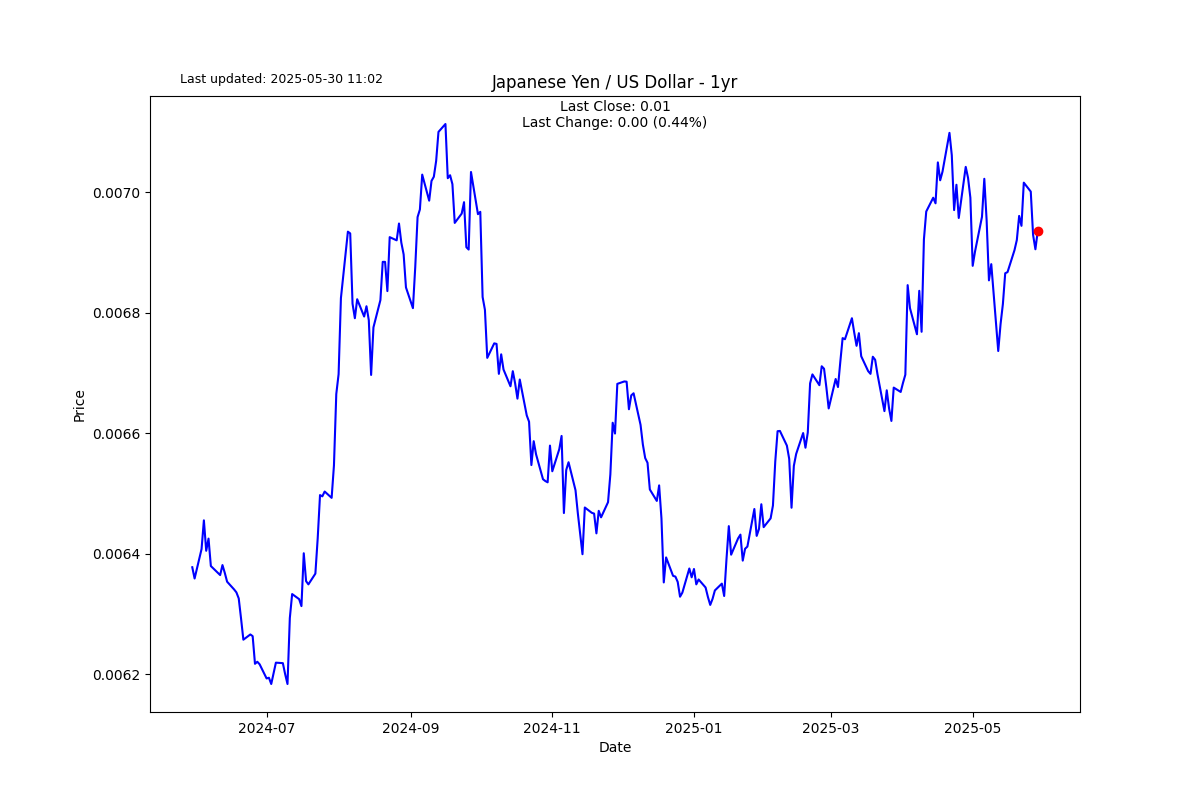 Last updated: 2025-05-30 11:02
Japanese Yen / US Dollar - 1yr
Last Close: 0.01
Last Change: 0.00 (0.44%)
Price
0.0070
0.0068
0.0066
0.0064
0.0062
2024-07
2024-09
2024-11
2025-01
2025-03
2025-05
Date